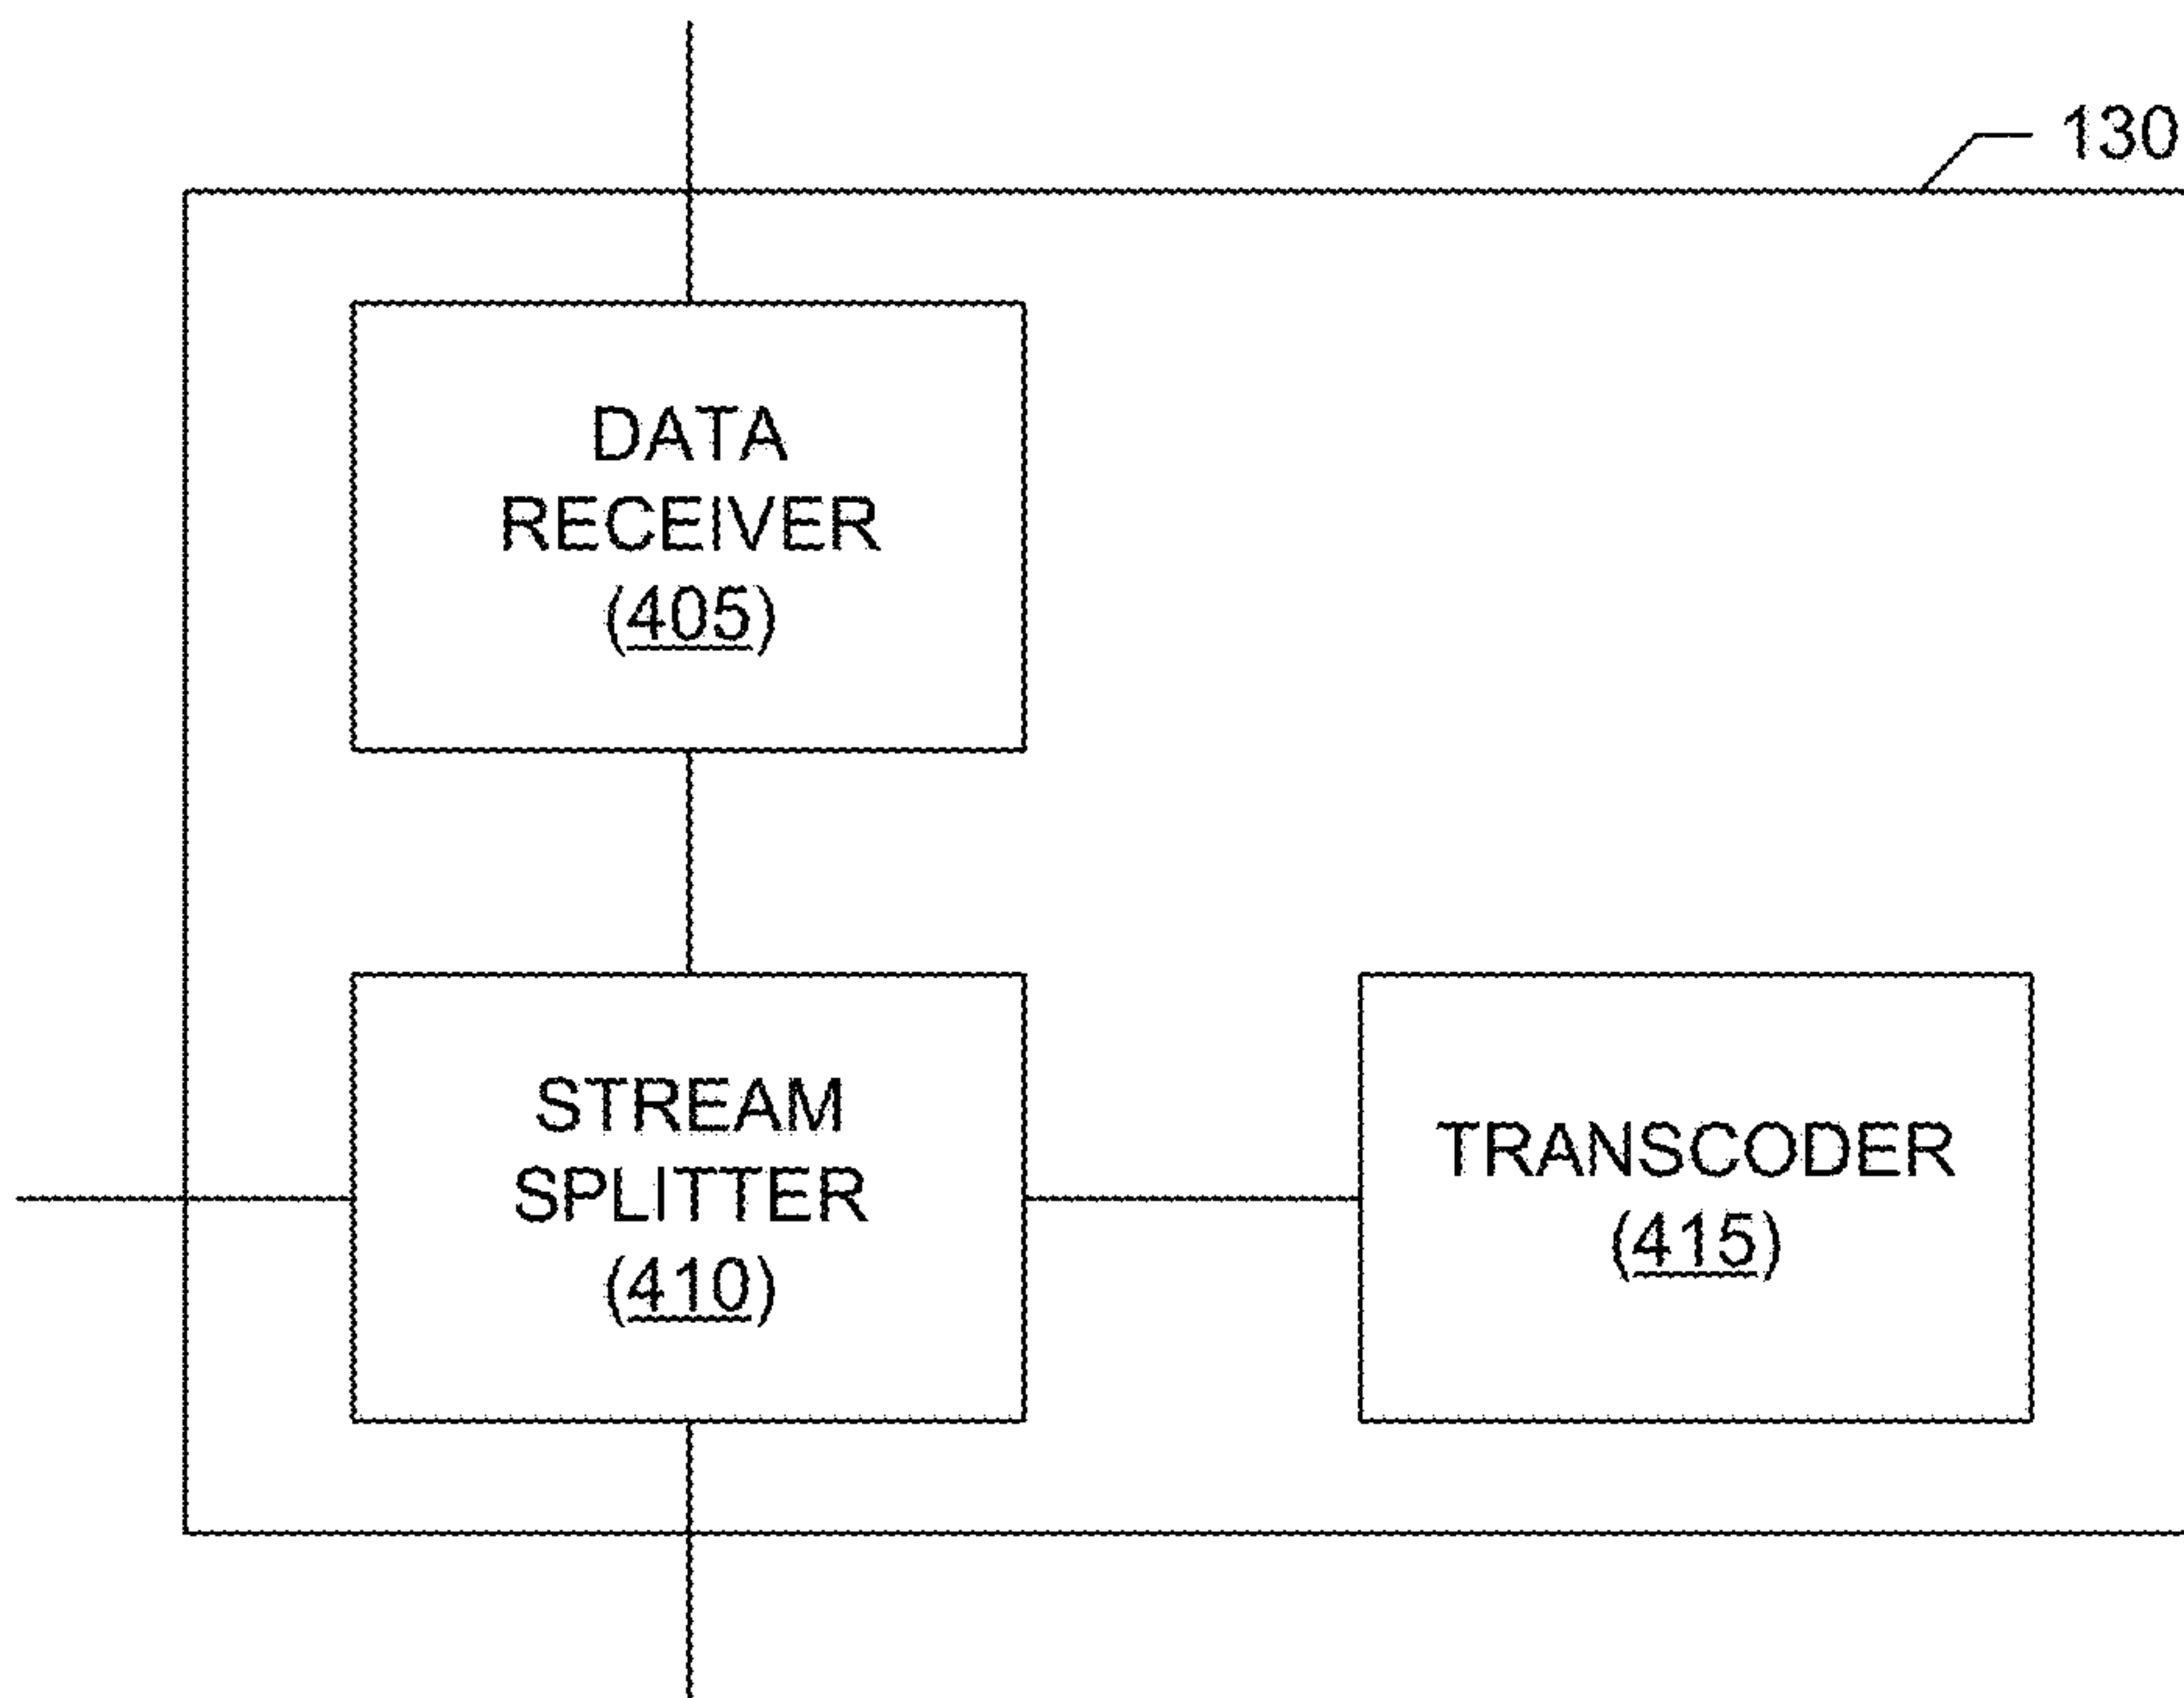 130
DATA
RECEIVER
(405)
STREAM
SPLITTER
(410)
TRANSCODER
(415)